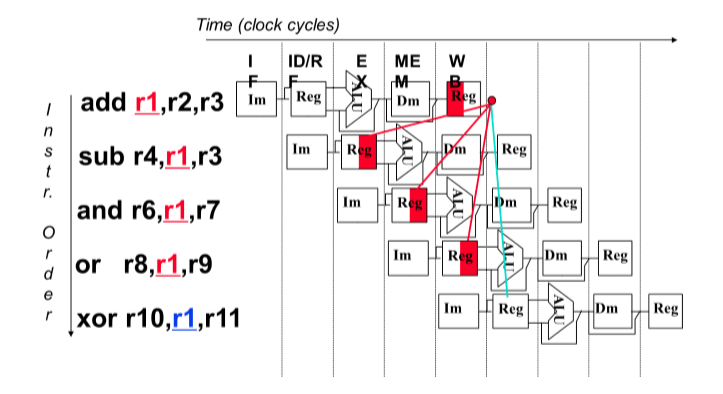 Time (clock cycles)
IF ID/RF EX MEM WB
Instr. Order
add r1,r2,r3
Im Reg ALU Dm Reg
sub r4,r1,r3
Im Reg ALU Dm Reg
and r6,r1,r7
Im Reg ALU Dm Reg
or r8,r1,r9
Im Reg ALU Dm Reg
xor r10,r1,r11
Im Reg ALU Dm Reg